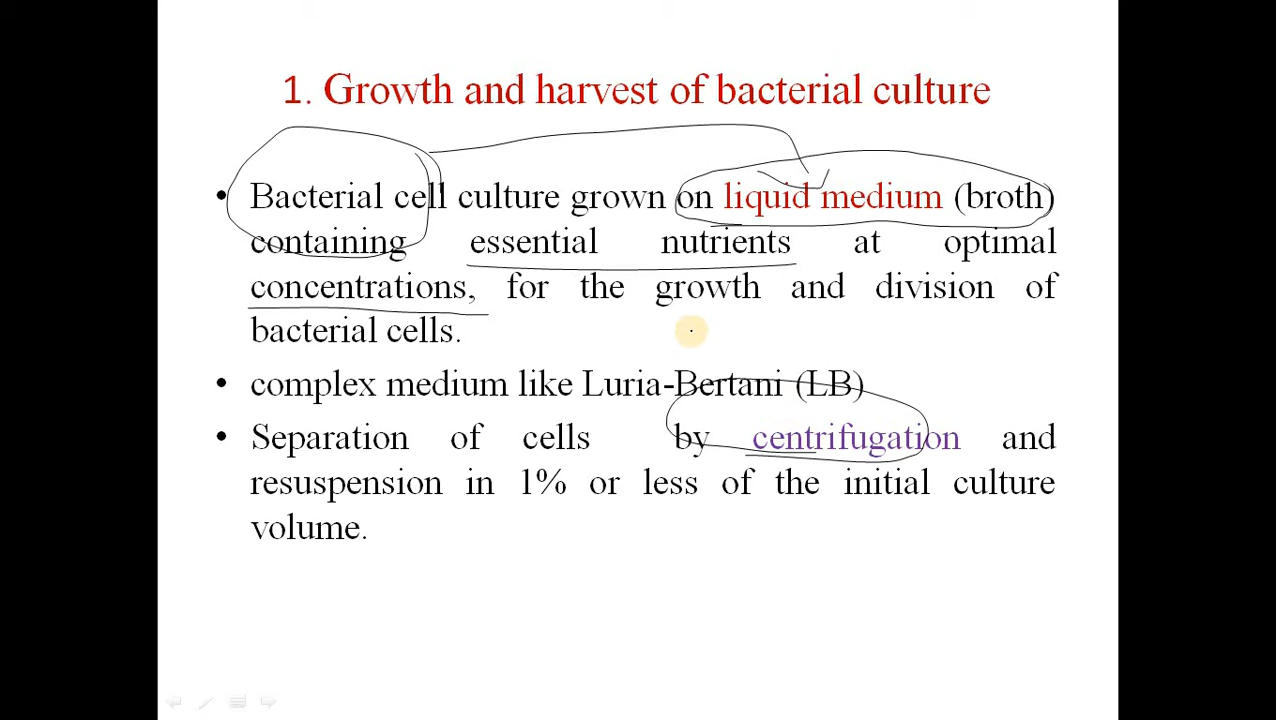 1. Growth and harvest of bacterial culture
• Bacterial cell culture grown on liquid medium (broth)
containing essential nutrients at optimal
concentrations, for the growth and division of
bacterial cells.
• complex medium like Luria-Bertani (LB)
• Separation of cells by centrifugation and
resuspension in 1% or less of the initial culture
volume.